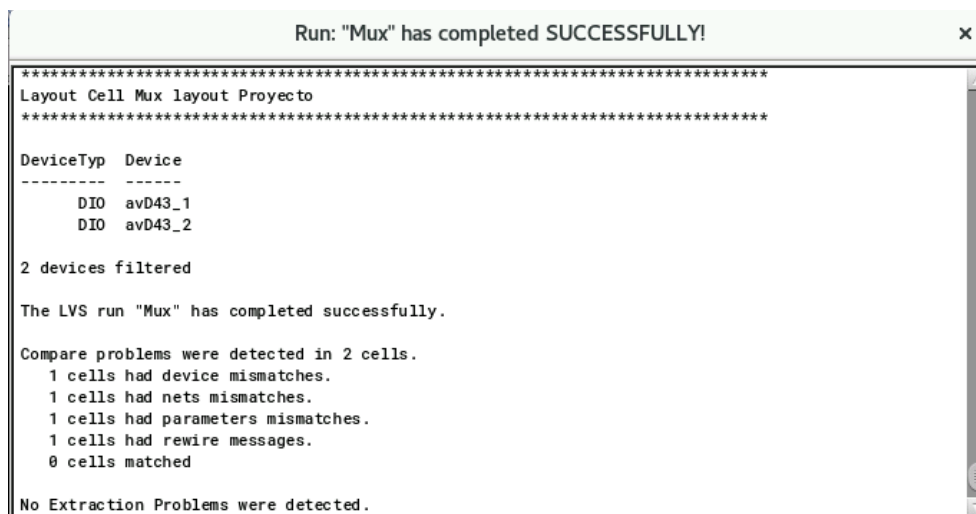 Run: "Mux" has completed SUCCESSFULLY!
×
******************************************************************************
Layout Cell Mux layout Proyecto
******************************************************************************
DeviceTyp  Device
---------  ------
      DIO  avD43_1
      DIO  avD43_2
2 devices filtered
The LVS run "Mux" has completed successfully.
Compare problems were detected in 2 cells.
   1 cells had device mismatches.
   1 cells had nets mismatches.
   1 cells had parameters mismatches.
   1 cells had rewire messages.
   0 cells matched
No Extraction Problems were detected.